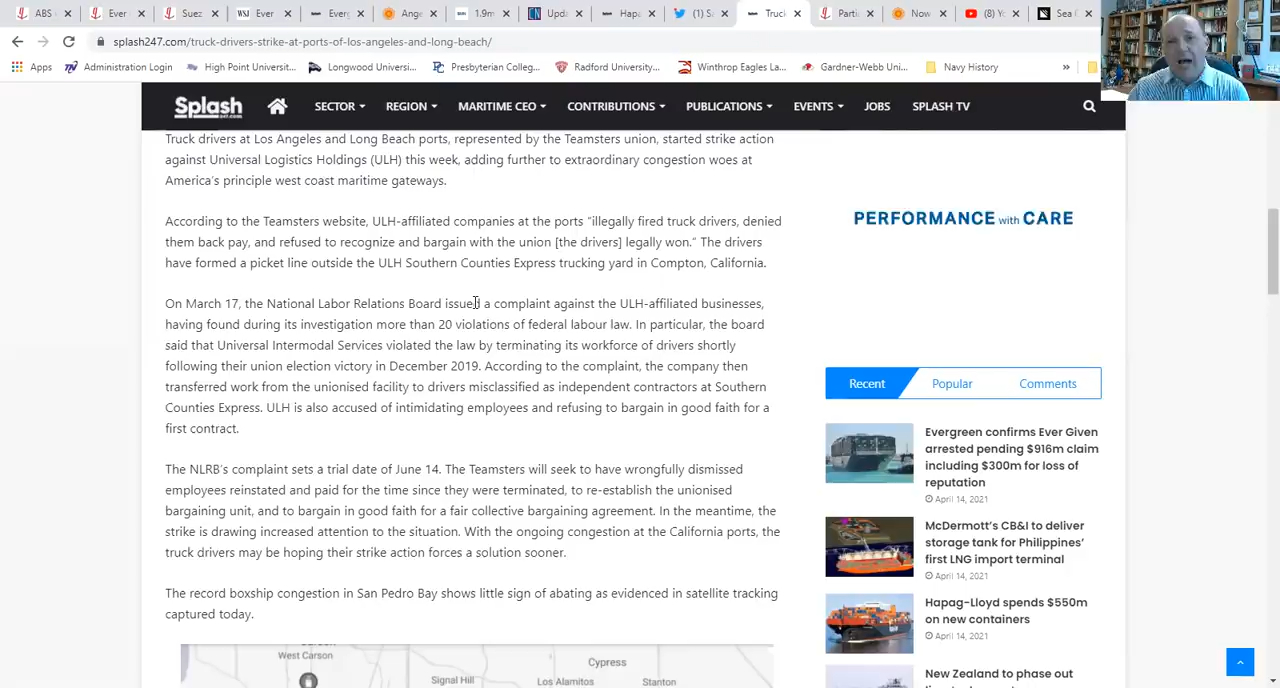 ABS
Ever
Suez
WSJ Ever
Everg
Ange
1.9m
Upda
Hapa
(1) S
Truck
Parti
Now
(8) Yo
Sea
splash247.com/truck-drivers-strike-at-ports-of-los-angeles-and-long-beach/
Apps Administration Login High Point Universit... Longwood Universi... Presbyterian Colleg... Radford University... Winthrop Eagles La... Gardner-Webb Uni... Navy History »
Splash
247.com
SECTOR REGION MARITIME CEO CONTRIBUTIONS PUBLICATIONS EVENTS JOBS SPLASH TV
Truck drivers at Los Angeles and Long Beach ports, represented by the Teamsters union, started strike action
against Universal Logistics Holdings (ULH) this week, adding further to extraordinary congestion woes at
America's principle west coast maritime gateways.
According to the Teamsters website, ULH-affiliated companies at the ports "illegally fired truck drivers, denied
them back pay, and refused to recognize and bargain with the union [the drivers] legally won." The drivers
have formed a picket line outside the ULH Southern Counties Express trucking yard in Compton, California.
On March 17, the National Labor Relations Board issued a complaint against the ULH-affiliated businesses,
having found during its investigation more than 20 violations of federal labour law. In particular, the board
said that Universal Intermodal Services violated the law by terminating its workforce of drivers shortly
following their union election victory in December 2019. According to the complaint, the company then
transferred work from the unionised facility to drivers misclassified as independent contractors at Southern
Counties Express. ULH is also accused of intimidating employees and refusing to bargain in good faith for a
first contract.
The NLRB's complaint sets a trial date of June 14. The Teamsters will seek to have wrongfully dismissed
employees reinstated and paid for the time since they were terminated, to re-establish the unionised
bargaining unit, and to bargain in good faith for a fair collective bargaining agreement. In the meantime, the
strike is drawing increased attention to the situation. With the ongoing congestion at the California ports, the
truck drivers may be hoping their strike action forces a solution sooner.
The record boxship congestion in San Pedro Bay shows little sign of abating as evidenced in satellite tracking
captured today.
West Carson
Cypress
Signal Hill
Los Alamitos
Stanton
PERFORMANCE with CARE
Recent Popular Comments
Evergreen confirms Ever Given
arrested pending $916m claim
including $300m for loss of
reputation
April 14, 2021
McDermott's CB&I to deliver
storage tank for Philippines'
first LNG import terminal
April 14, 2021
Hapag-Lloyd spends $550m
on new containers
April 14, 2021
New Zealand to phase out